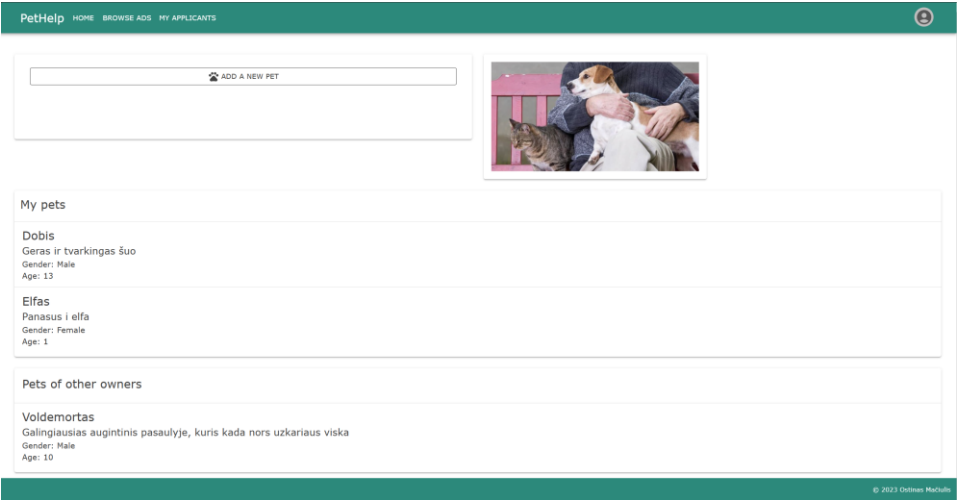 PetHelp HOME BROWSE ADS MY APPLICANTS
ADD A NEW PET
My pets
Dobis
Geras ir tvarkingas šuo
Gender: Male
Age: 13
Elfas
Panasus i elfa
Gender: Female
Age: 1
Pets of other owners
Voldemortas
Galingiausias augintinis pasaulyje, kuris kada nors uzkariaus viska
Gender: Male
Age: 10
© 2023 Ostinas Mačiulis